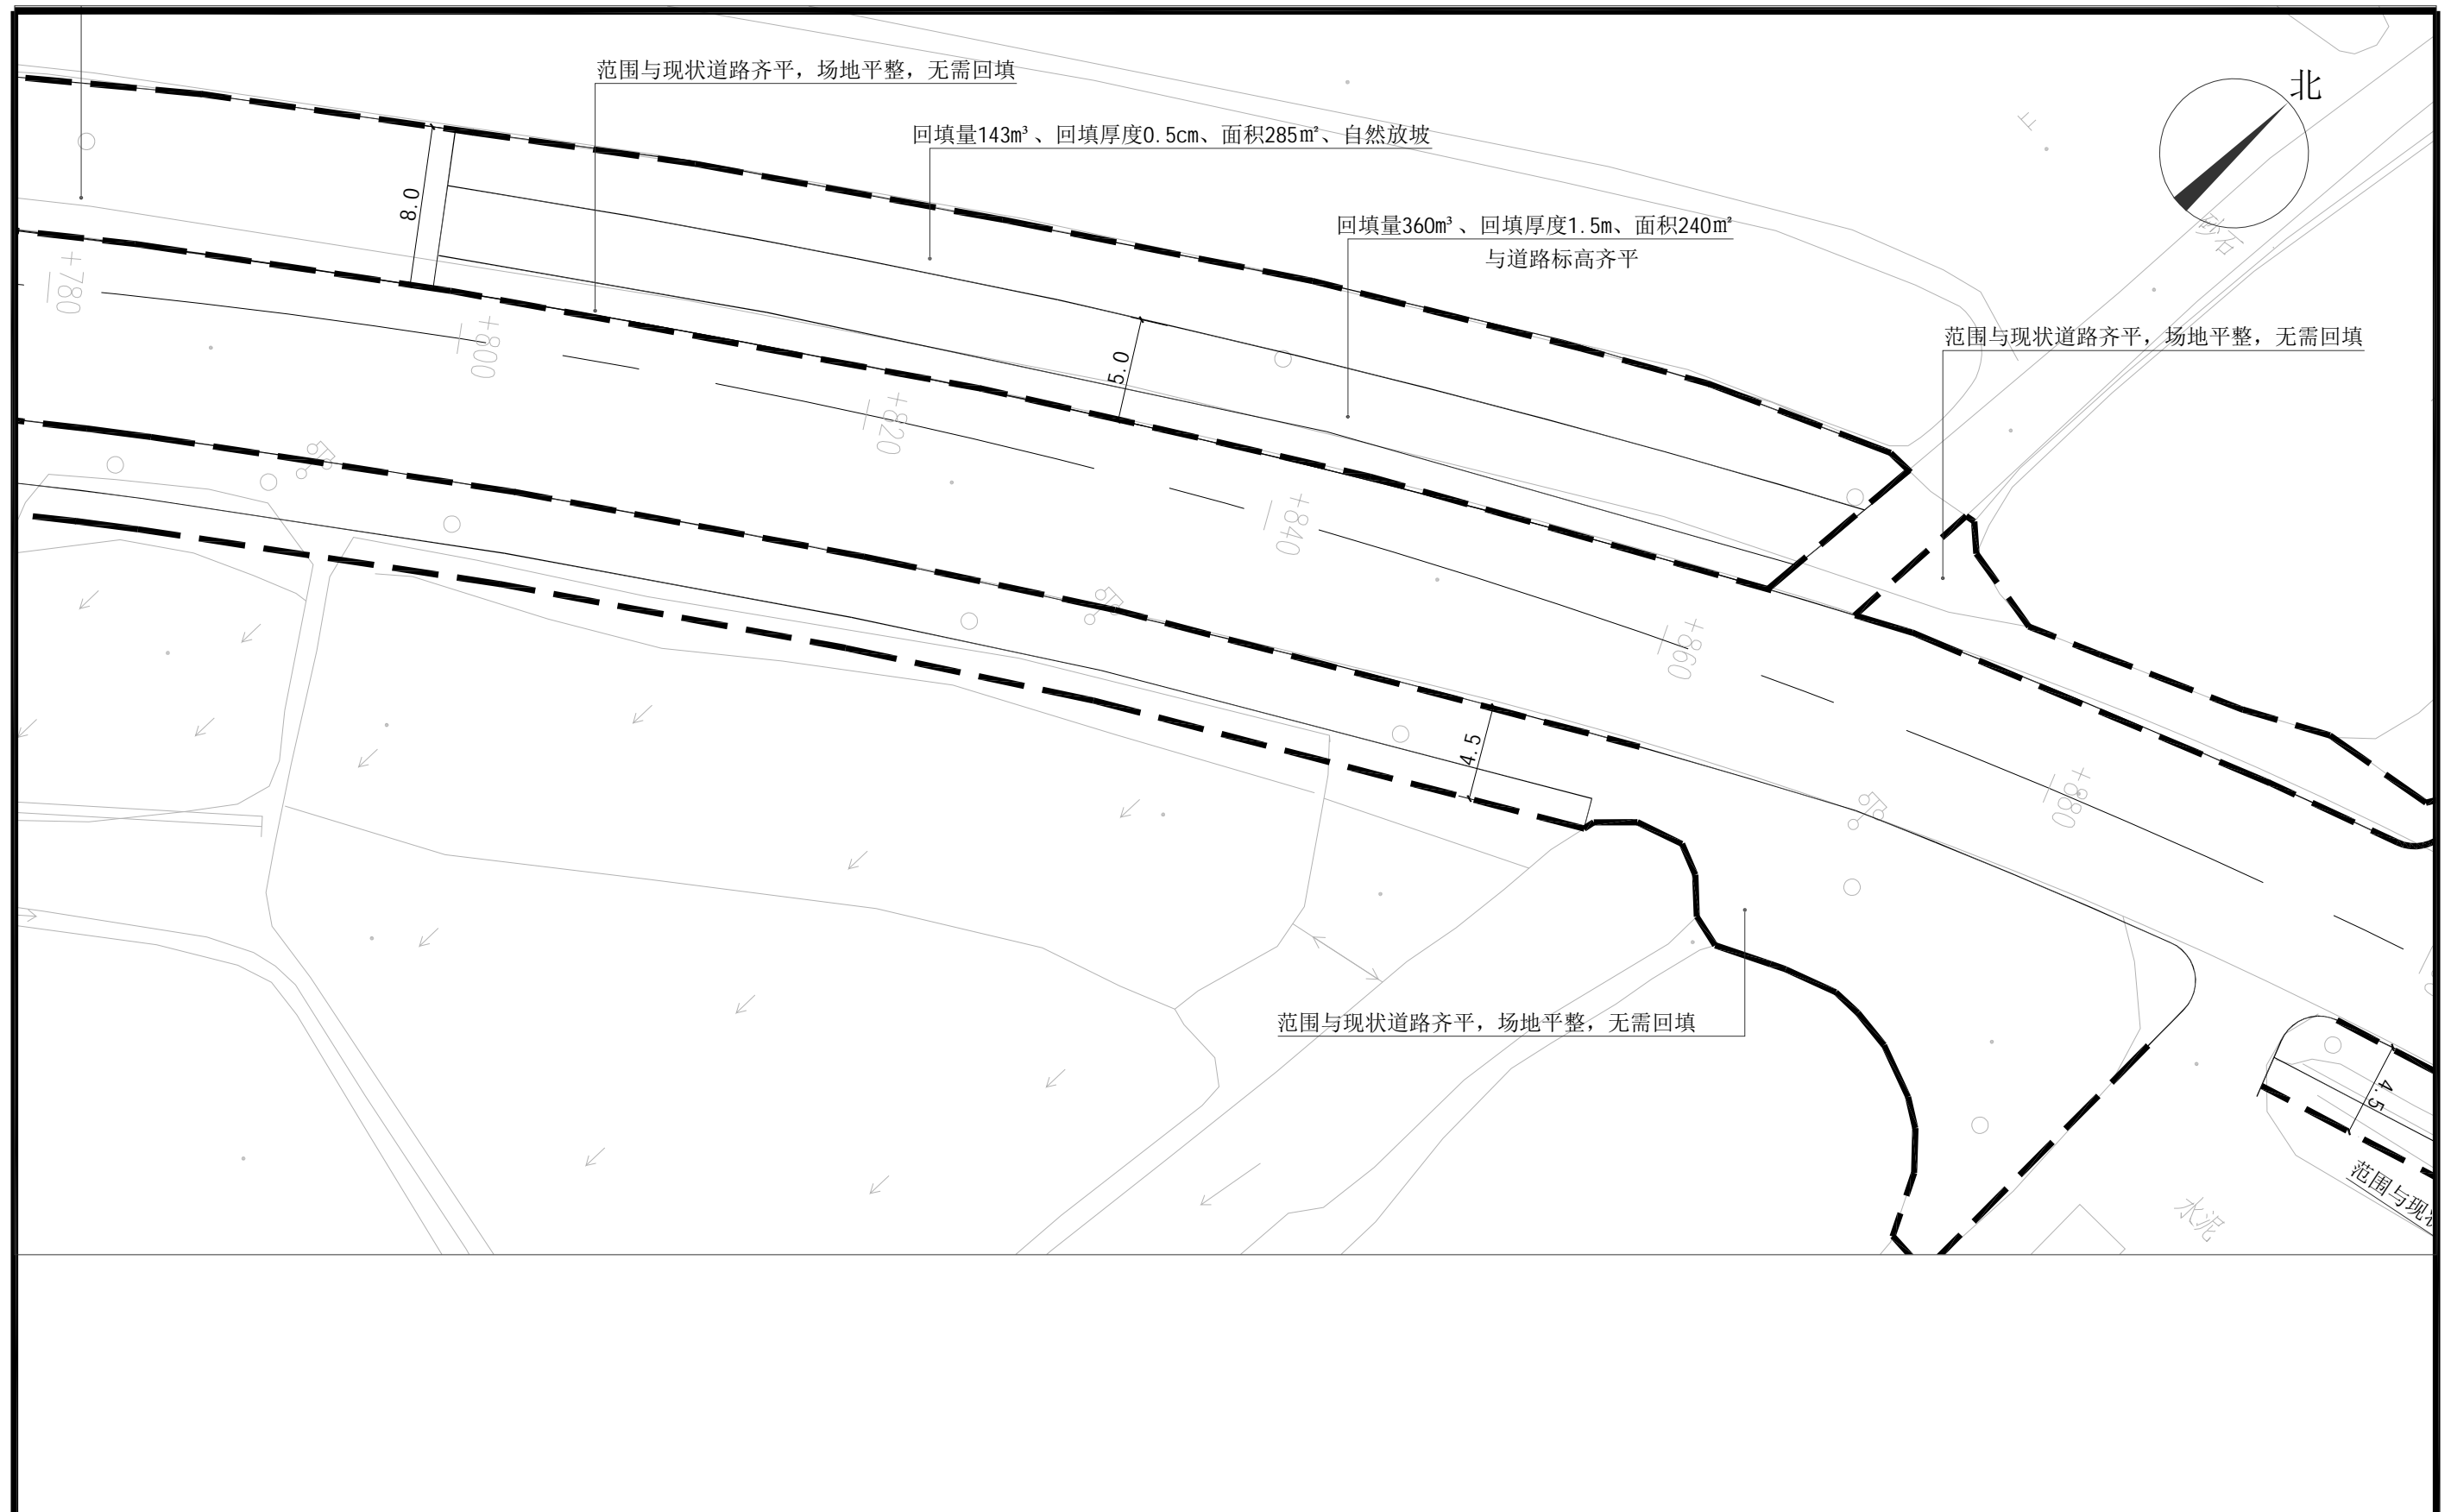 范围与现状道路齐平，场地平整，无需回填
北
回填量143m³、回填厚度0.5cm、面积285㎡、自然放坡
8.0
回填量360m³、回填厚度1.5m、面积240㎡
与道路标高齐平
+780
+800
范围与现状道路齐平，场地平整，无需回填
5.0
+820
+840
+860
4.5
+880
范围与现状道路齐平，场地平整，无需回填
4.5
范围与现
水泥